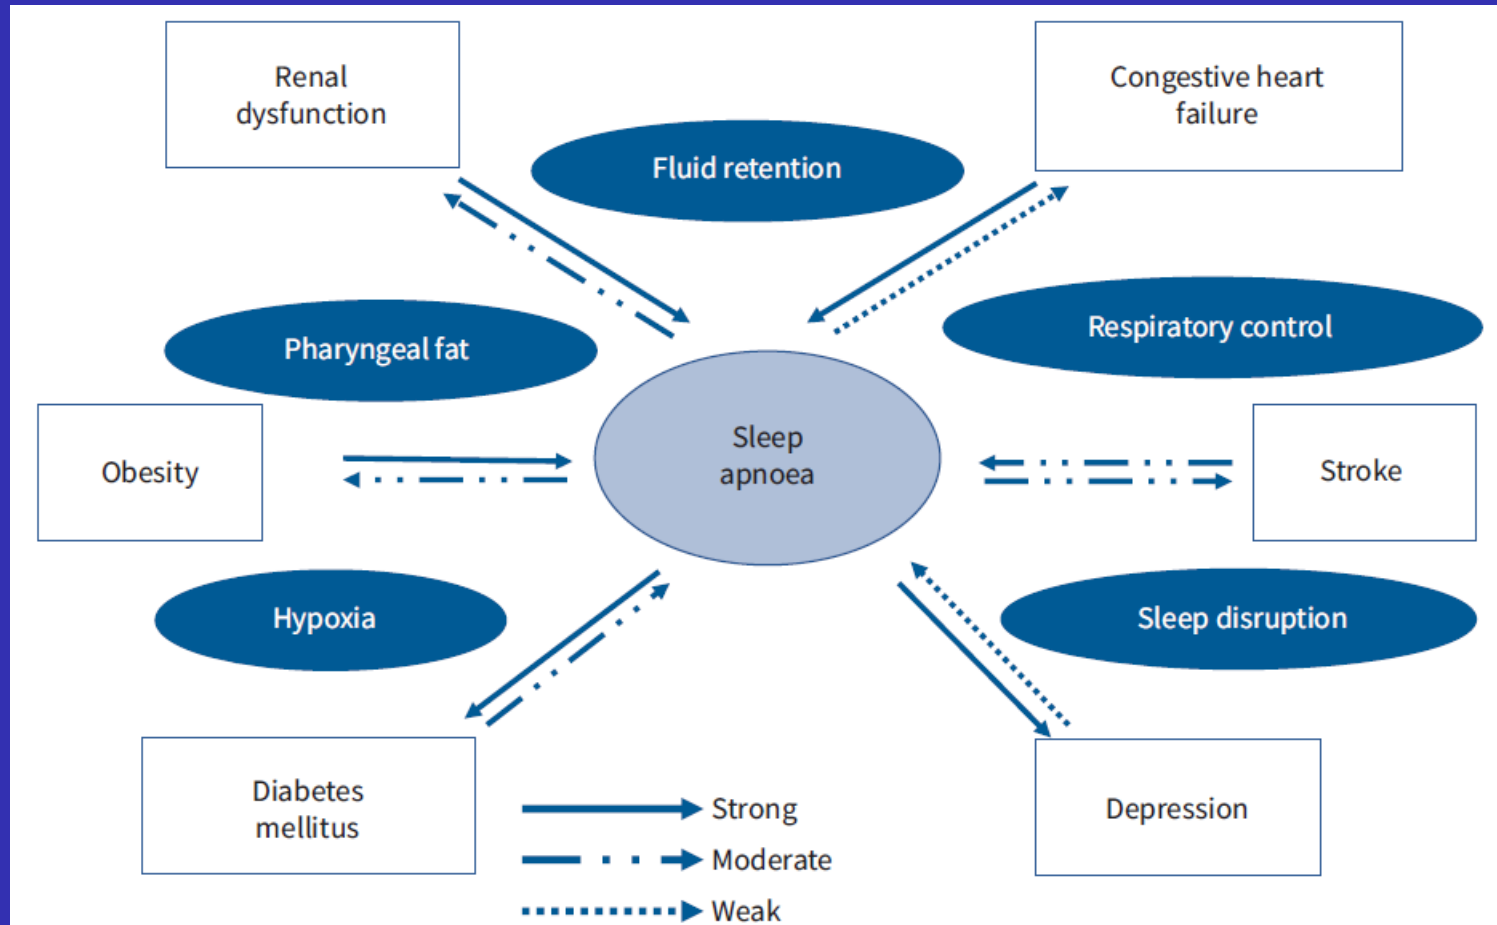 Renal
dysfunction
Congestive heart
failure
Fluid retention
Pharyngeal fat
Respiratory control
Obesity
Sleep
apnoea
Stroke
Hypoxia
Sleep disruption
Diabetes
mellitus
Depression
Strong
Moderate
Weak